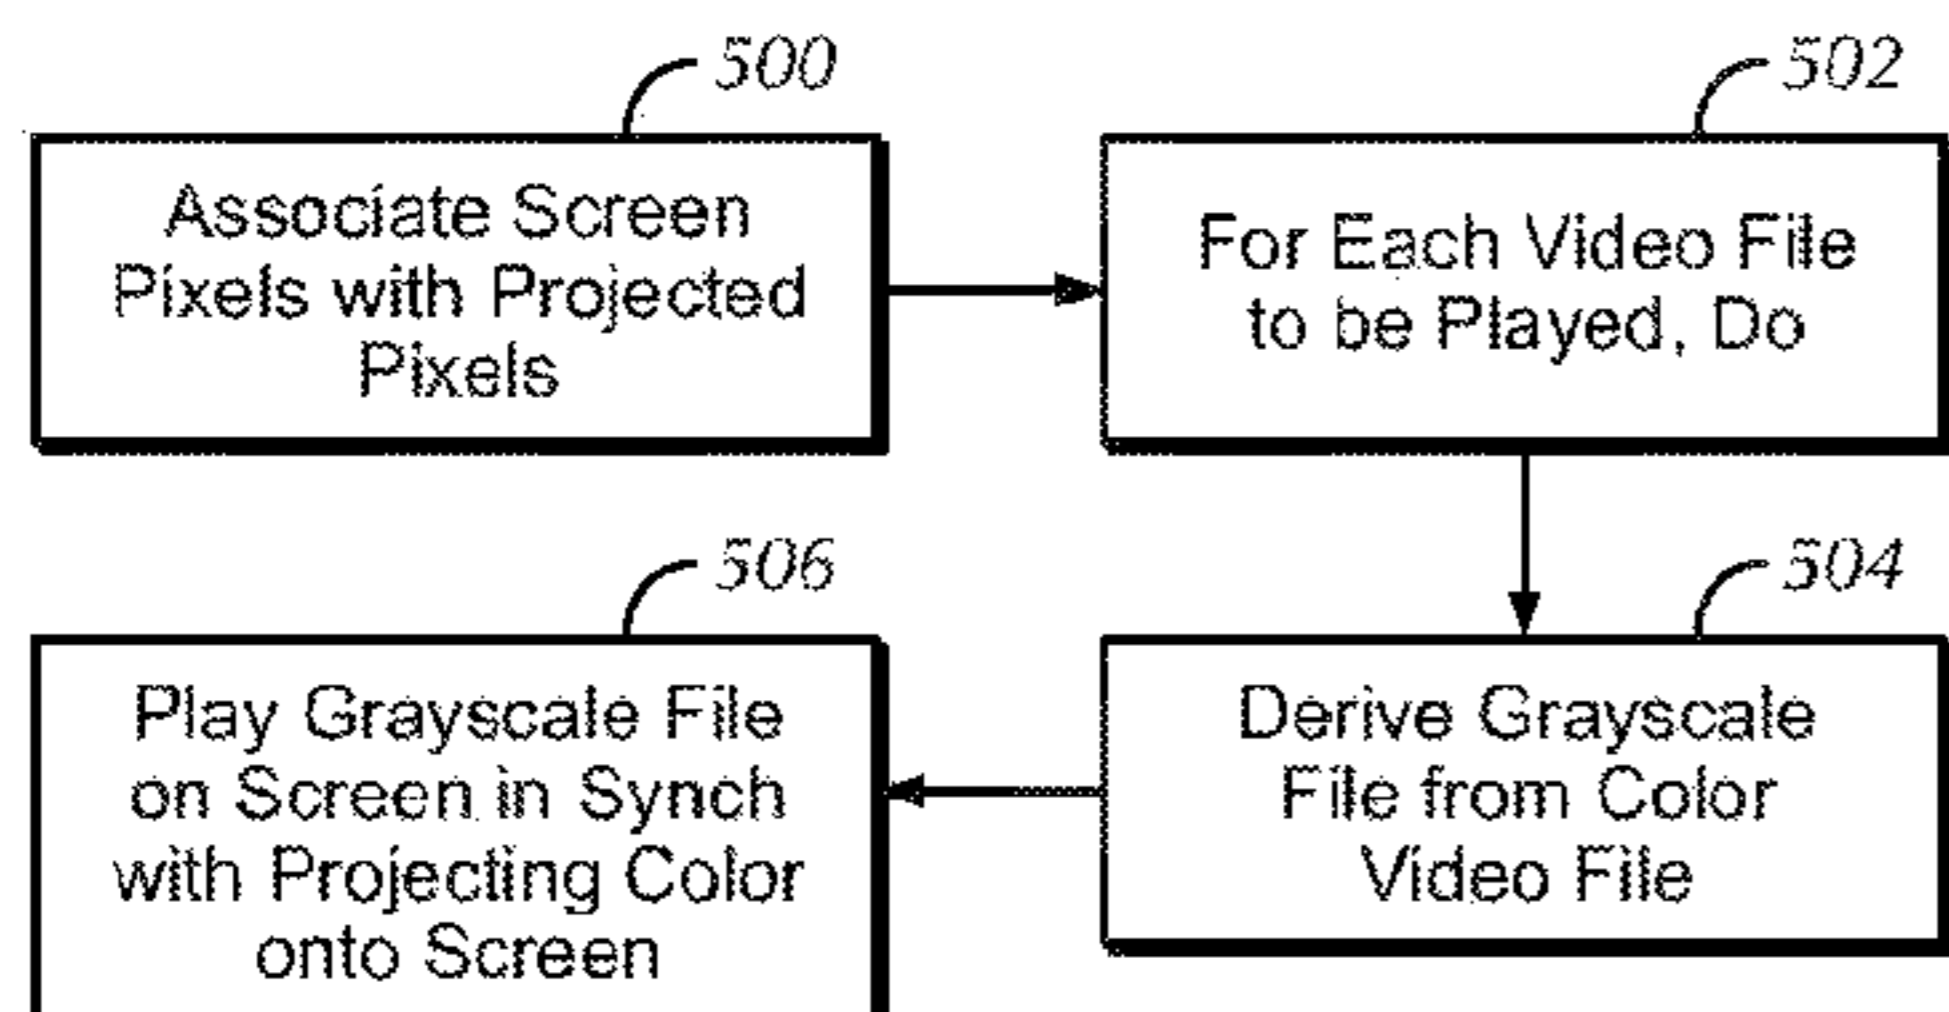 500
Associate Screen
Pixels with Projected
Pixels
502
For Each Video File
to be Played, Do
506
Play Grayscale File
on Screen in Synch
with Projecting Color
onto Screen
504
Derive Grayscale
File from Color
Video File